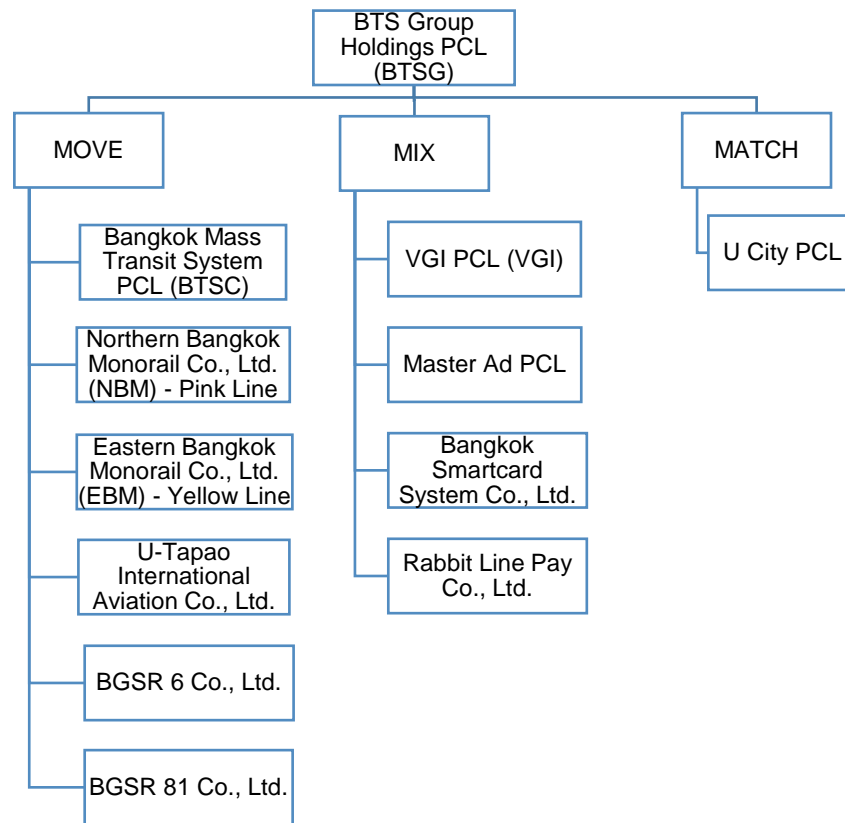 BTS Group
Holdings PCL
(BTSG)
MOVE
MIX
MATCH
Bangkok Mass
Transit System
PCL (BTSC)
Northern Bangkok
Monorail Co., Ltd.
(NBM) - Pink Line
Eastern Bangkok
Monorail Co., Ltd.
(EBM) - Yellow Line
U-Tapao
International
Aviation Co., Ltd.
BGSR 6 Co., Ltd.
BGSR 81 Co., Ltd.
VGI PCL (VGI)
Master Ad PCL
Bangkok
Smartcard
System Co., Ltd.
Rabbit Line Pay
Co., Ltd.
U City PCL